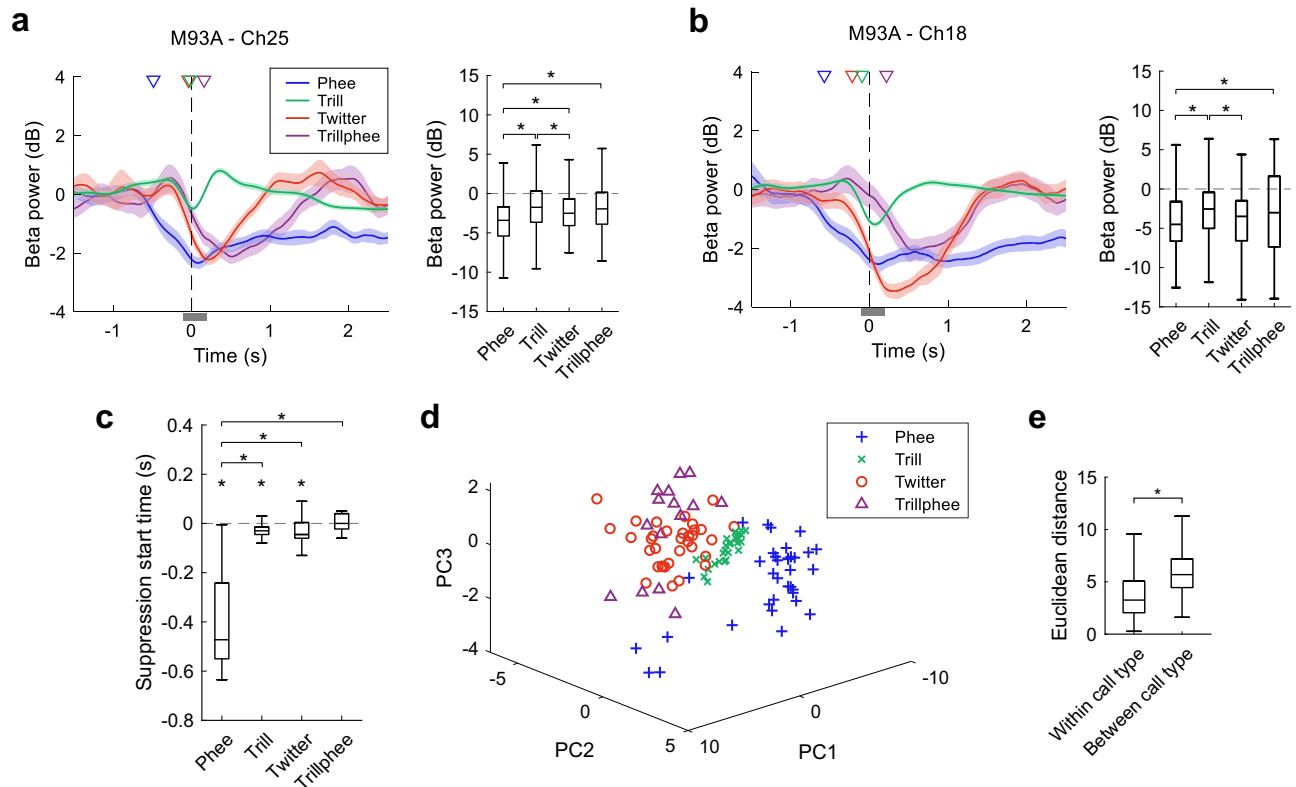 a
M93A - Ch25
Beta power (dB)
4
2
0
-2
-4
-1
0
1
2
Time (s)
Phee
Trill
Twitter
Trillphee
Beta power (dB)
15
10
5
0
-5
-10
-15
*
*
* *
Phee
Trill
Twitter
Trillphee
b
M93A - Ch18
Beta power (dB)
4
2
0
-2
-4
-1
0
1
2
Time (s)
Beta power (dB)
15
10
5
0
-5
-10
-15
*
* *
Phee
Trill
Twitter
Trillphee
c
Suppression start time (s)
0.4
0.2
0
-0.2
-0.4
-0.6
-0.8
*
*
*
* * *
Phee
Trill
Twitter
Trillphee
d
Phee
Trill
Twitter
Trillphee
PC3
2
0
-2
-4
-5
0
5
PC2
10
0
-10
PC1
e
Euclidean distance
15
10
5
0
*
Within call type
Between call type